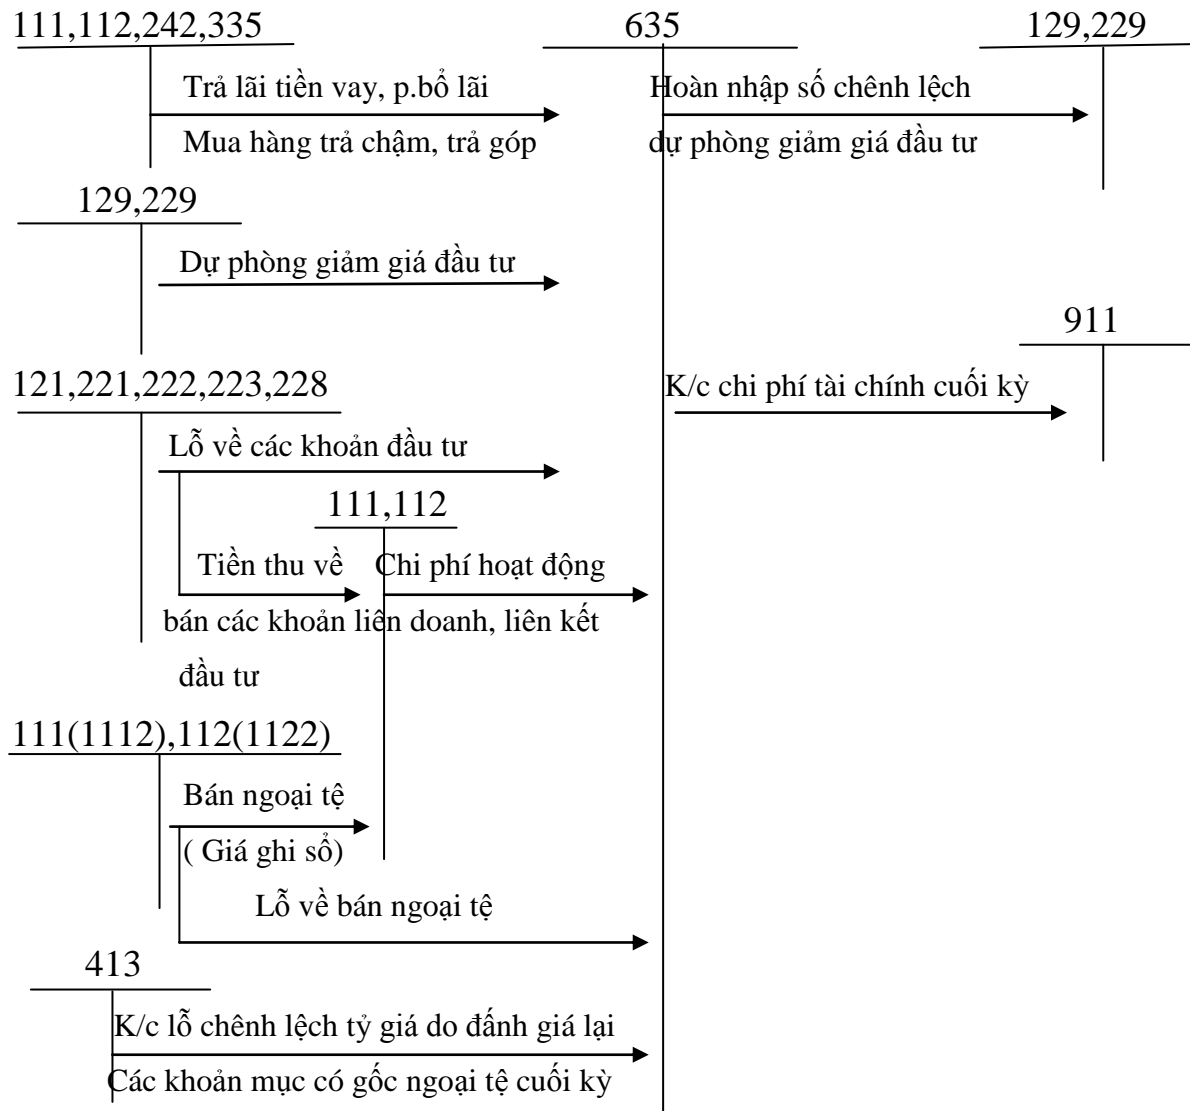 111,112,242,335
635
129,229
Trả lãi tiền vay, p.bổ lãi
Hoàn nhập số chênh lệch
Mua hàng trả chậm, trả góp
dự phòng giảm giá đầu tư
129,229
Dự phòng giảm giá đầu tư
911
121,221,222,223,228
K/c chi phí tài chính cuối kỳ
Lỗ về các khoản đầu tư
111,112
Tiền thu về
Chi phí hoạt động
bán các khoản liên doanh, liên kết
đầu tư
111(1112),112(1122)
Bán ngoại tệ
( Giá ghi sổ)
Lỗ về bán ngoại tệ
413
K/c lỗ chênh lệch tỷ giá do đấnh giá lại
Các khoản mục có gốc ngoại tệ cuối kỳ